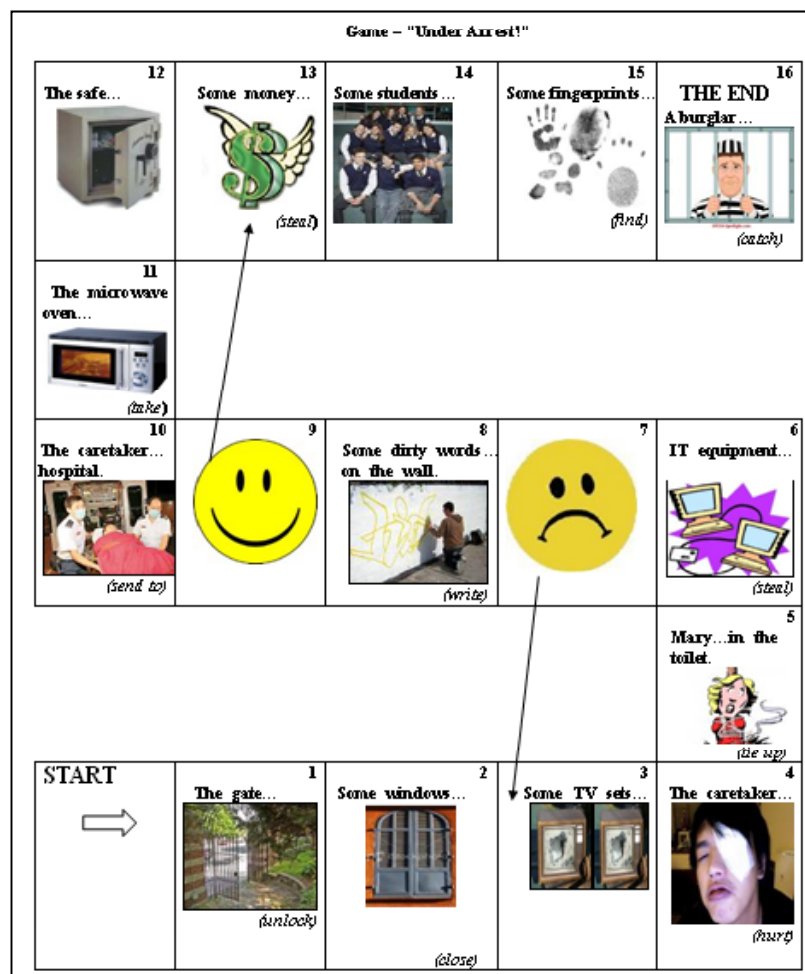 Game – "Under Arrest!"
12
The safe…
13
Some money…
(steal)
14
Some students…
15
Some fingerprints…
(find)
16
THE END
A burglar…
(catch)
11
The microwave
oven…
(take)
10
The caretaker…
hospital.
(send to)
9
8
Some dirty words…
on the wall.
(write)
7
6
IT equipment…
(steal)
5
Mary…in the
toilet.
(tie up)
START
1
The gate…
(unlock)
2
Some windows…
(close)
3
Some TV sets…
4
The caretaker…
(hurt)